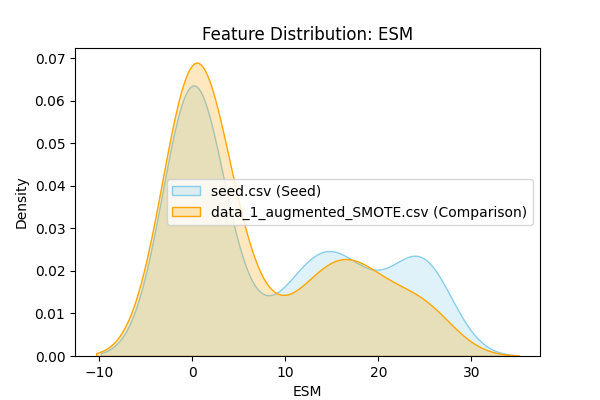 Feature Distribution: ESM
0.07
0.06
0.05
0.04
0.03
0.02
0.01
0.00
Density
seed.csv (Seed)
data_1_augmented_SMOTE.csv (Comparison)
−10
0
10
20
30
ESM